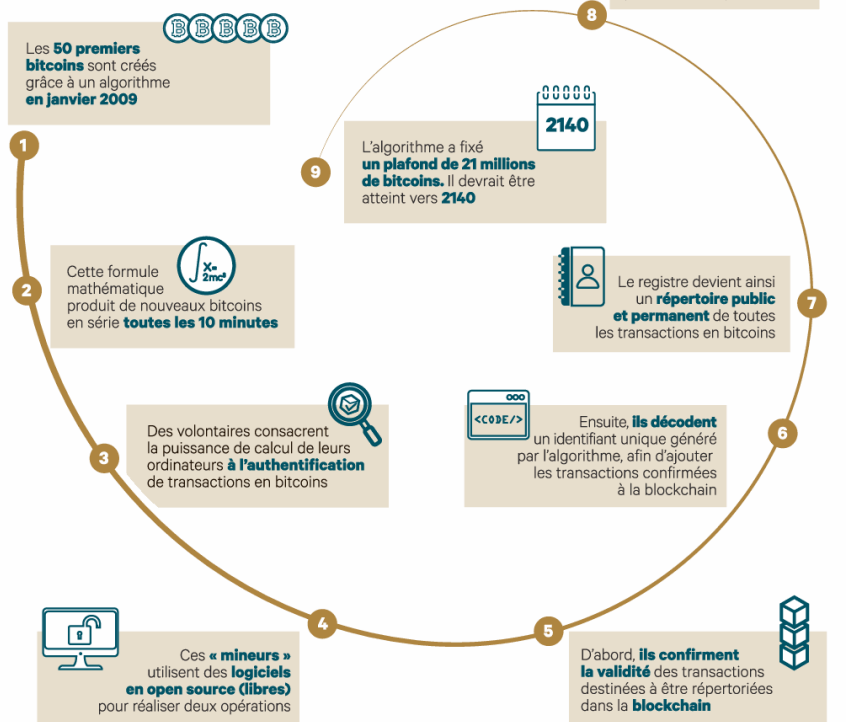 Les 50 premiers
bitcoins sont créés
grâce à un algorithme
en janvier 2009
1
Cette formule
mathématique
produit de nouveaux bitcoins
en série toutes les 10 minutes
X=
2mc²
2
Des volontaires consacrent
la puissance de calcul de leurs
ordinateurs à l'authentification
de transactions en bitcoins
3
Ces « mineurs »
utilisent des logiciels
en open source (libres)
pour réaliser deux opérations
4
D'abord, ils confirment
la validité des transactions
destinées à être répertoriées
dans la blockchain
5
<CODE/>
Ensuite, ils décodent
un identifiant unique généré
par l'algorithme, afin d'ajouter
les transactions confirmées
à la blockchain
6
Le registre devient ainsi
un répertoire public
et permanent de toutes
les transactions en bitcoins
7
8
2140
L'algorithme a fixé
un plafond de 21 millions
de bitcoins. Il devrait être
atteint vers 2140
9